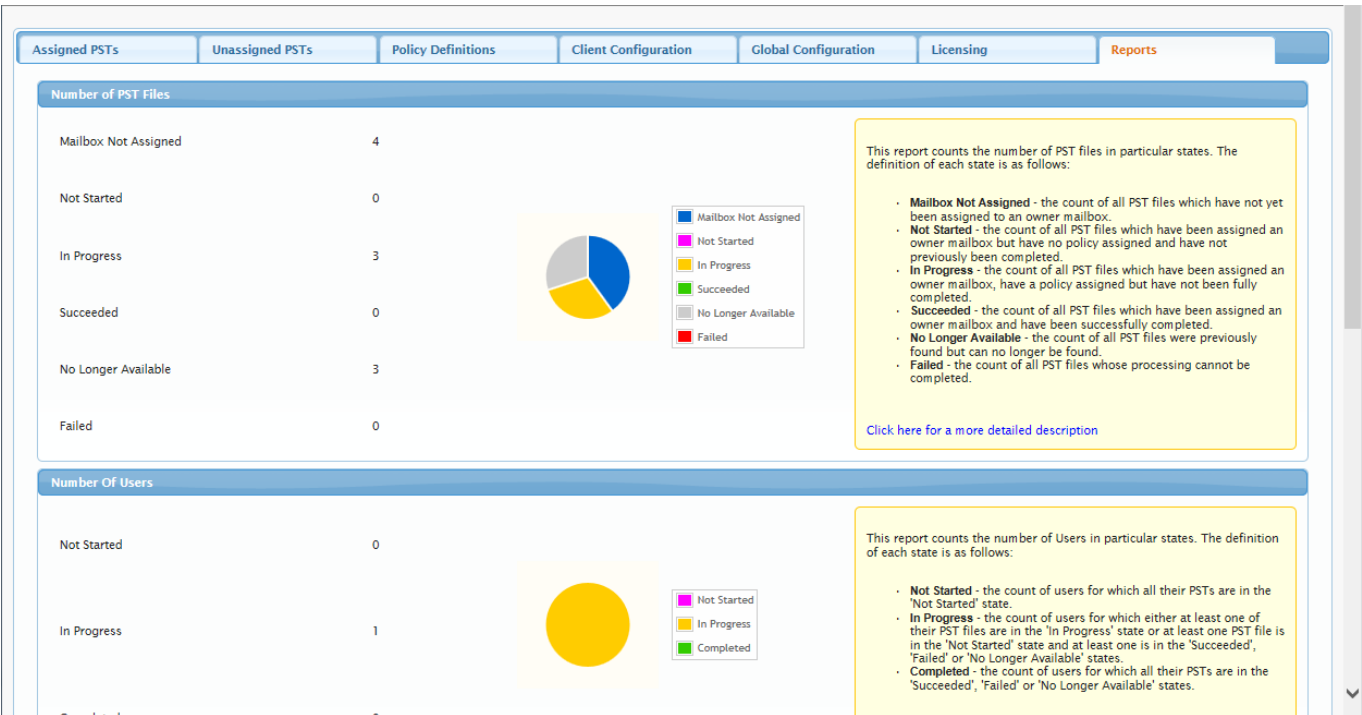 Assigned PSTs
Unassigned PSTs
Policy Definitions
Client Configuration
Global Configuration
Licensing
Reports
Number of PST Files
Mailbox Not Assigned 4
Not Started 0
In Progress 3
Succeeded 0
No Longer Available 3
Failed 0
Mailbox Not Assigned
Not Started
In Progress
Succeeded
No Longer Available
Failed
This report counts the number of PST files in particular states. The
definition of each state is as follows:
· Mailbox Not Assigned - the count of all PST files which have not yet
been assigned to an owner mailbox.
· Not Started - the count of all PST files which have been assigned an
owner mailbox but have no policy assigned and have not
previously been completed.
· In Progress - the count of all PST files which have been assigned an
owner mailbox, have a policy assigned but have not been fully
completed.
· Succeeded - the count of all PST files which have been assigned an
owner mailbox and have been successfully completed.
· No Longer Available - the count of all PST files were previously
found but can no longer be found.
· Failed - the count of all PST files whose processing cannot be
completed.
Click here for a more detailed description
Number Of Users
Not Started 0
In Progress 1
Not Started
In Progress
Completed
This report counts the number of Users in particular states. The definition
of each state is as follows:
· Not Started - the count of users for which all their PSTs are in the
'Not Started' state.
· In Progress - the count of users for which either at least one of
their PST files are in the 'In Progress' state or at least one PST file is
in the 'Not Started' state and at least one is in the 'Succeeded',
'Failed' or 'No Longer Available' states.
· Completed - the count of users for which all their PSTs are in the
'Succeeded', 'Failed' or 'No Longer Available' states.